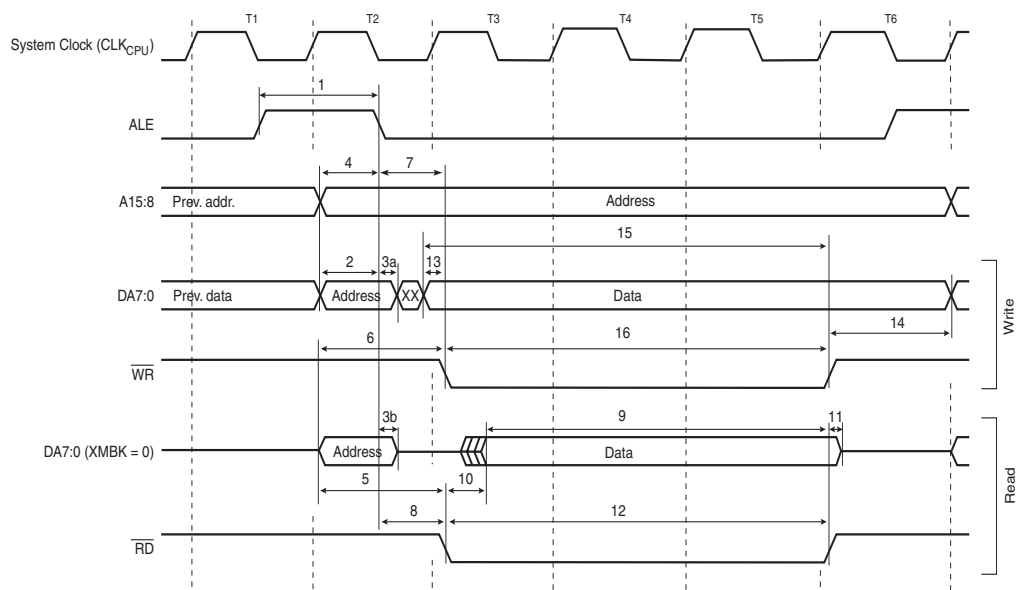 T1 T2 T3 T4 T5 T6
System Clock (CLKCPU)
1
ALE
4 7
A15:8 Prev. addr. Address
15
2 3a 13
DA7:0 Prev. data Address XX Data
14
6 16
WR
Write
3b 9 11
DA7:0 (XMBK = 0) Address Data
5 10
8 12
RD
Read